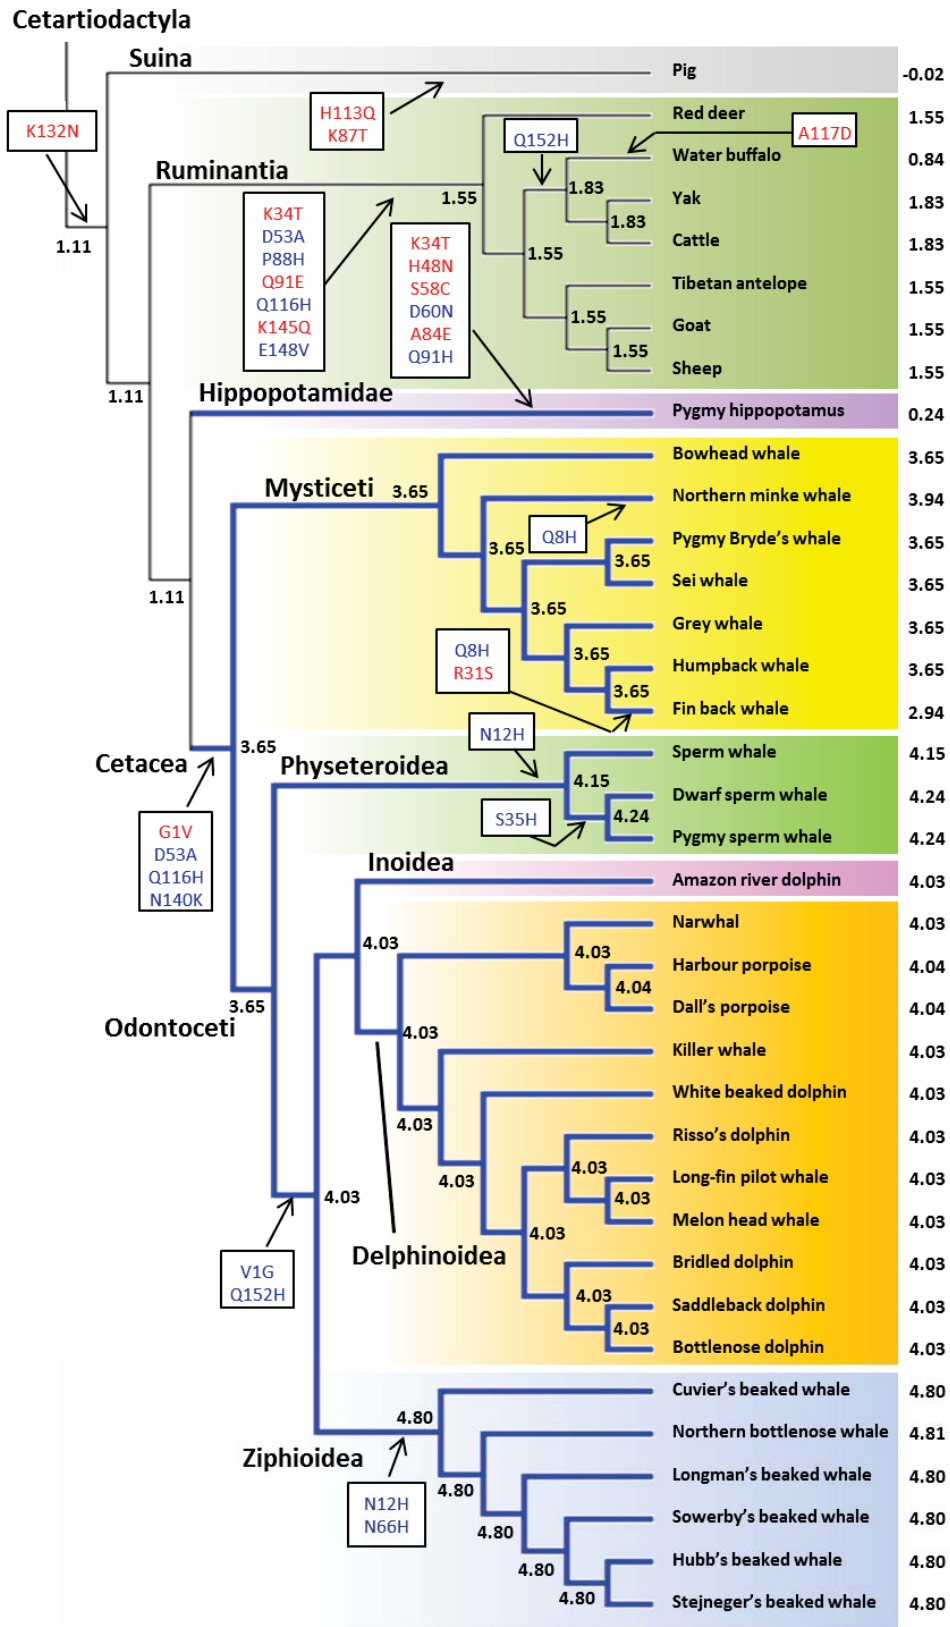 Cetartiodactyla
Suina
Pig
-0.02
K132N
H113Q
K87T
Red deer
1.55
Q152H
A117D
Water buffalo
0.84
Ruminantia
1.55
1.83
Yak
1.83
K34T
D53A
P88H
Q91E
Q116H
K145Q
E148V
K34T
H48N
S58C
D60N
A84E
Q91H
1.83
Cattle
1.83
1.11
1.55
Tibetan antelope
1.55
1.55
Goat
1.55
1.55
Sheep
1.55
1.11
Hippopotamidae
Pygmy hippopotamus
0.24
Bowhead whale
3.65
Mysticeti
3.65
Northern minke whale
3.94
Q8H
3.65
Pygmy Bryde's whale
3.65
3.65
Sei whale
3.65
1.11
3.65
Grey whale
3.65
Q8H
R31S
3.65
Humpback whale
3.65
3.65
Fin back whale
2.94
N12H
3.65
Cetacea
Physeteroidea
Sperm whale
4.15
4.15
Dwarf sperm whale
4.24
S35H
4.24
Pygmy sperm whale
4.24
G1V
D53A
Q116H
N140K
Inoidea
Amazon river dolphin
4.03
4.03
Narwhal
4.03
4.03
Harbour porpoise
4.04
4.04
Dall's porpoise
4.04
3.65
Odontoceti
4.03
Killer whale
4.03
White beaked dolphin
4.03
4.03
Risso's dolphin
4.03
4.03
4.03
Long-fin pilot whale
4.03
4.03
Melon head whale
4.03
4.03
4.03
Delphinoidea
V1G
Q152H
Bridled dolphin
4.03
4.03
Saddleback dolphin
4.03
4.03
Bottlenose dolphin
4.03
Cuvier's beaked whale
4.80
4.80
Northern bottlenose whale
4.81
Ziphioidea
4.80
Longman's beaked whale
4.80
N12H
N66H
4.80
Sowerby's beaked whale
4.80
4.80
Hubb's beaked whale
4.80
4.80
Stejneger's beaked whale
4.80